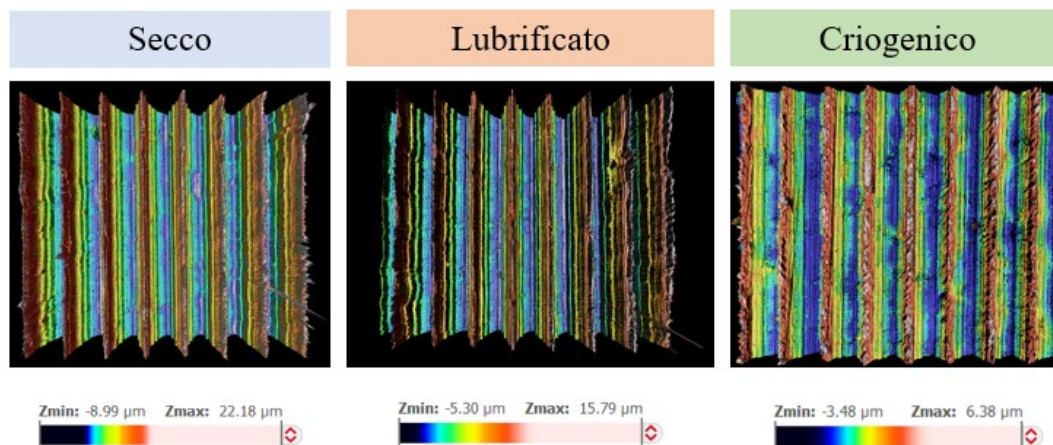 Secco
Lubrificato
Criogenico
Zmin: -8.99 µm Zmax: 22.18 µm
Zmin: -5.30 µm Zmax: 15.79 µm
Zmin: -3.48 µm Zmax: 6.38 µm